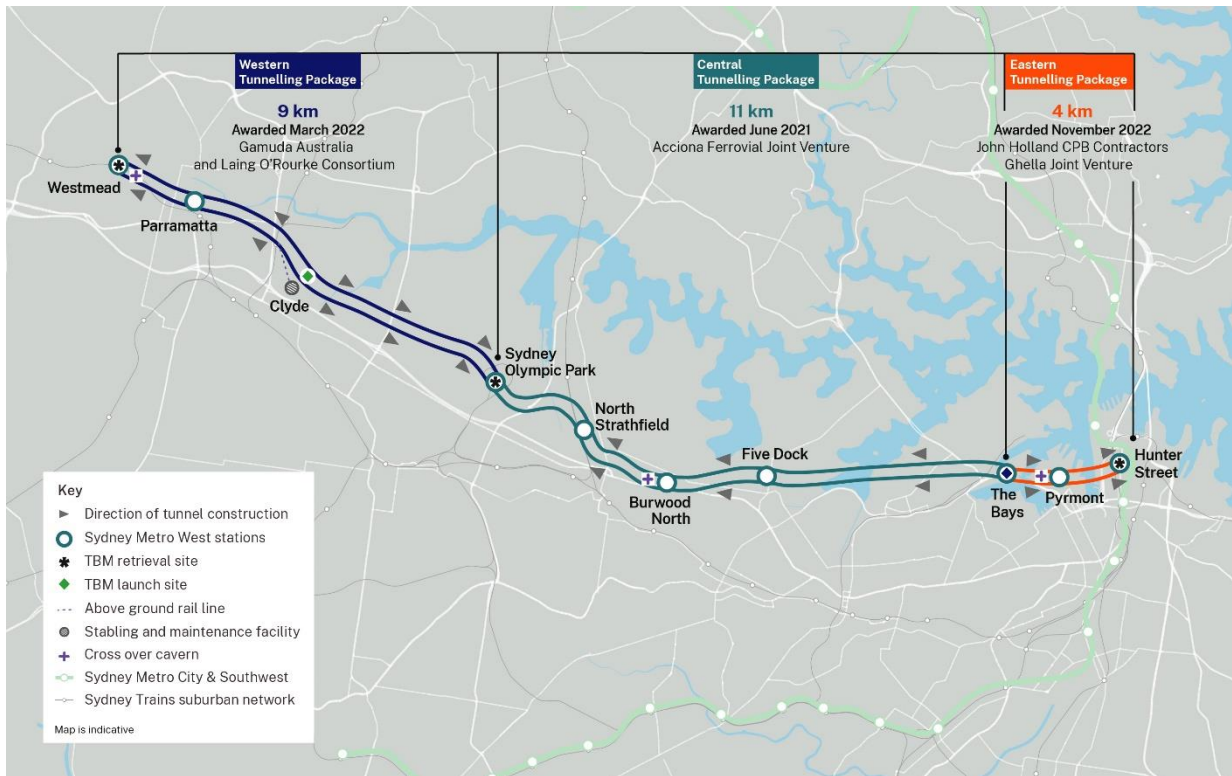 Western
Tunnelling Package
9 km
Awarded March 2022
Gamuda Australia
and Laing O'Rourke Consortium
Central
Tunnelling Package
11 km
Awarded June 2021
Acciona Ferrovial Joint Venture
Eastern
Tunnelling Package
4 km
Awarded November 2022
John Holland CPB Contractors
Ghella Joint Venture
Westmead
Parramatta
Clyde
Sydney
Olympic Park
North
Strathfield
Burwood
North
Five Dock
The
Bays
Pyrmont
Hunter
Street
Key
Direction of tunnel construction
Sydney Metro West stations
TBM retrieval site
TBM launch site
Above ground rail line
Stabling and maintenance facility
Cross over cavern
Sydney Metro City & Southwest
Sydney Trains suburban network
Map is indicative